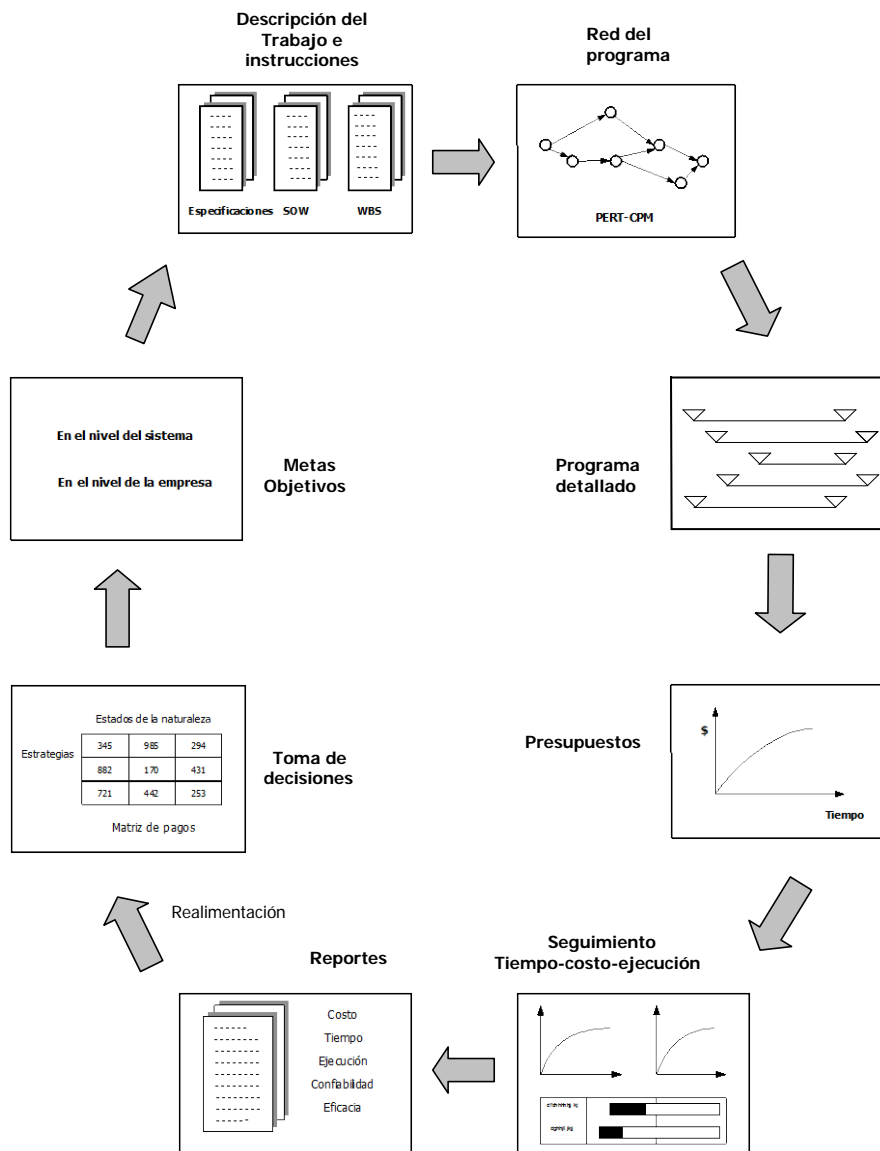 Descripción del
Trabajo e
instrucciones
Especificaciones SOW WBS
Red del
programa
PERT-CPM
En el nivel del sistema
En el nivel de la empresa
Metas
Objetivos
Programa
detallado
Estados de la naturaleza
Estrategias
345 985 294
882 170 431
721 442 253
Matriz de pagos
Toma de
decisiones
Presupuestos
$
Tiempo
Realimentación
Reportes
Costo
Tiempo
Ejecución
Confiabilidad
Eficacia
Seguimiento
Tiempo-costo-ejecución